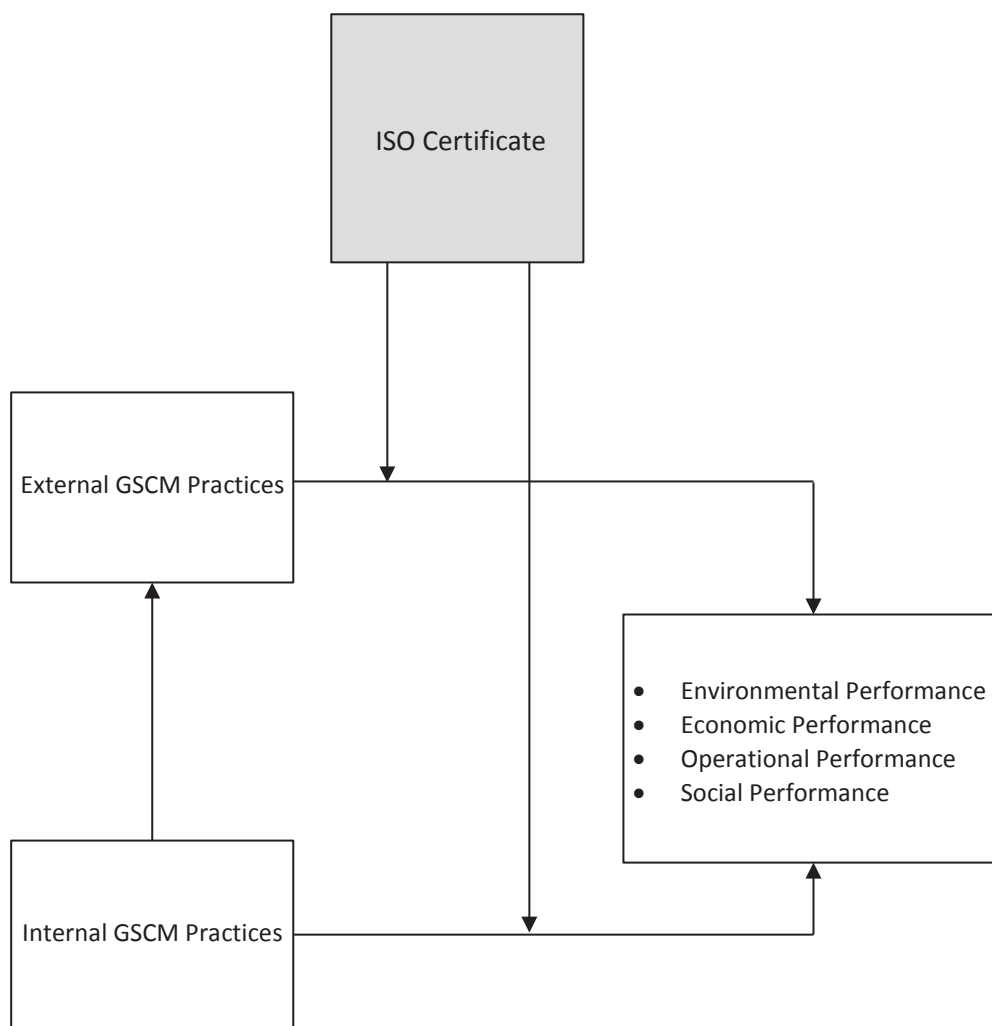 ISO Certificate
External GSCM Practices
• Environmental Performance
• Economic Performance
• Operational Performance
• Social Performance
Internal GSCM Practices